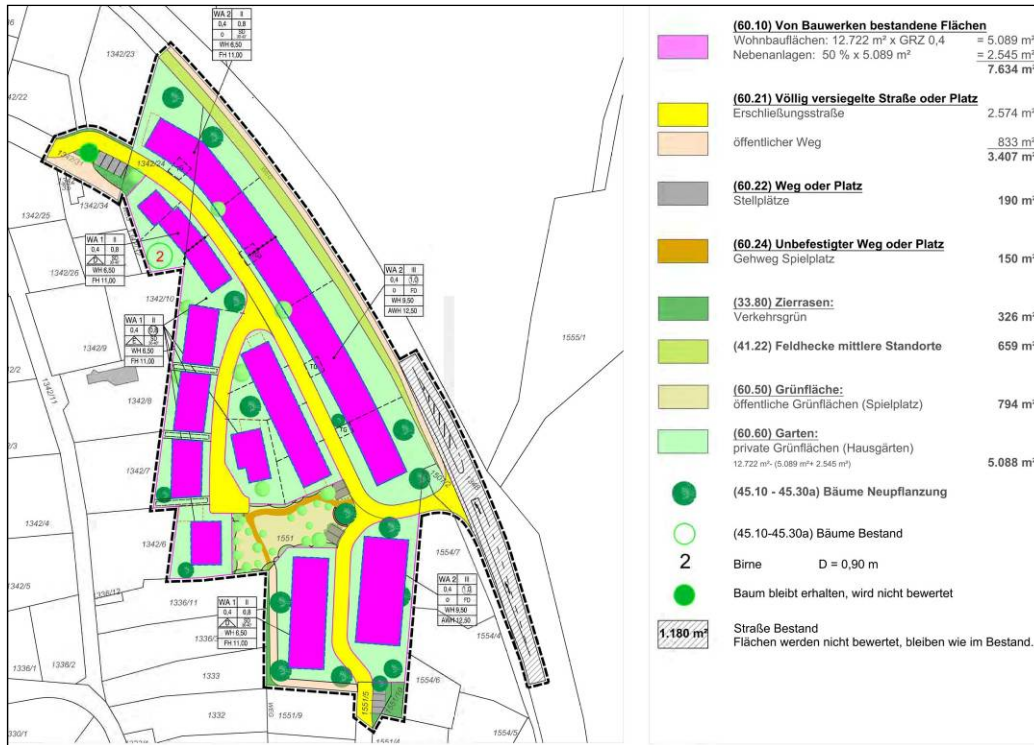 WA 2 II
0,4 0,8
WH 6,50
FH 11,00
1342/23
1342/22
1342/31
1342/24
1342/34
1342/25
1342/26
2
WA 1 II
0,4 0,8
WH 6,50
FH 11,00
1342/10
WA 2 III
0,4 1,0
o FD
WH 9,50
AWH 12,50
WA 1 II
0,4 0,8
WH 6,50
FH 11,00
1342/9
1342/11
1342/8
1342/7
1342/4
1342/6
1342/5
1336/12
1336/11
1336/1
1336/2
1333
1332
WEG
1551/9
1551
1555/1
1349
1554/7
1554/4
1554/6
1554/5
1551/5
1551/4
WA 1 II
0,4 0,8
WH 6,50
FH 11,00
WA 2 II
0,4 1,0
o FD
WH 9,50
AWH 12,50
(60.10) Von Bauwerken bestandene Flächen
Wohnbauflächen: 12.722 m² x GRZ 0,4 = 5.089 m²
Nebenanlagen: 50 % x 5.089 m² = 2.545 m²
7.634 m²
(60.21) Völlig versiegelte Straße oder Platz
Erschließungsstraße 2.574 m²
öffentlicher Weg 833 m²
3.407 m²
(60.22) Weg oder Platz
Stellplätze 190 m²
(60.24) Unbefestigter Weg oder Platz
Gehweg Spielplatz 150 m²
(33.80) Zierrasen:
Verkehrsgrün 326 m²
(41.22) Feldhecke mittlere Standorte 659 m²
(60.50) Grünfläche:
öffentliche Grünflächen (Spielplatz) 794 m²
(60.60) Garten:
private Grünflächen (Hausgärten)
12.722 m²- (5.089 m²+ 2.545 m²) 5.088 m²
(45.10 - 45.30a) Bäume Neupflanzung
(45.10-45.30a) Bäume Bestand
2 Birne D = 0,90 m
Baum bleibt erhalten, wird nicht bewertet
1.180 m² Straße Bestand
Flächen werden nicht bewertet, bleiben wie im Bestand.